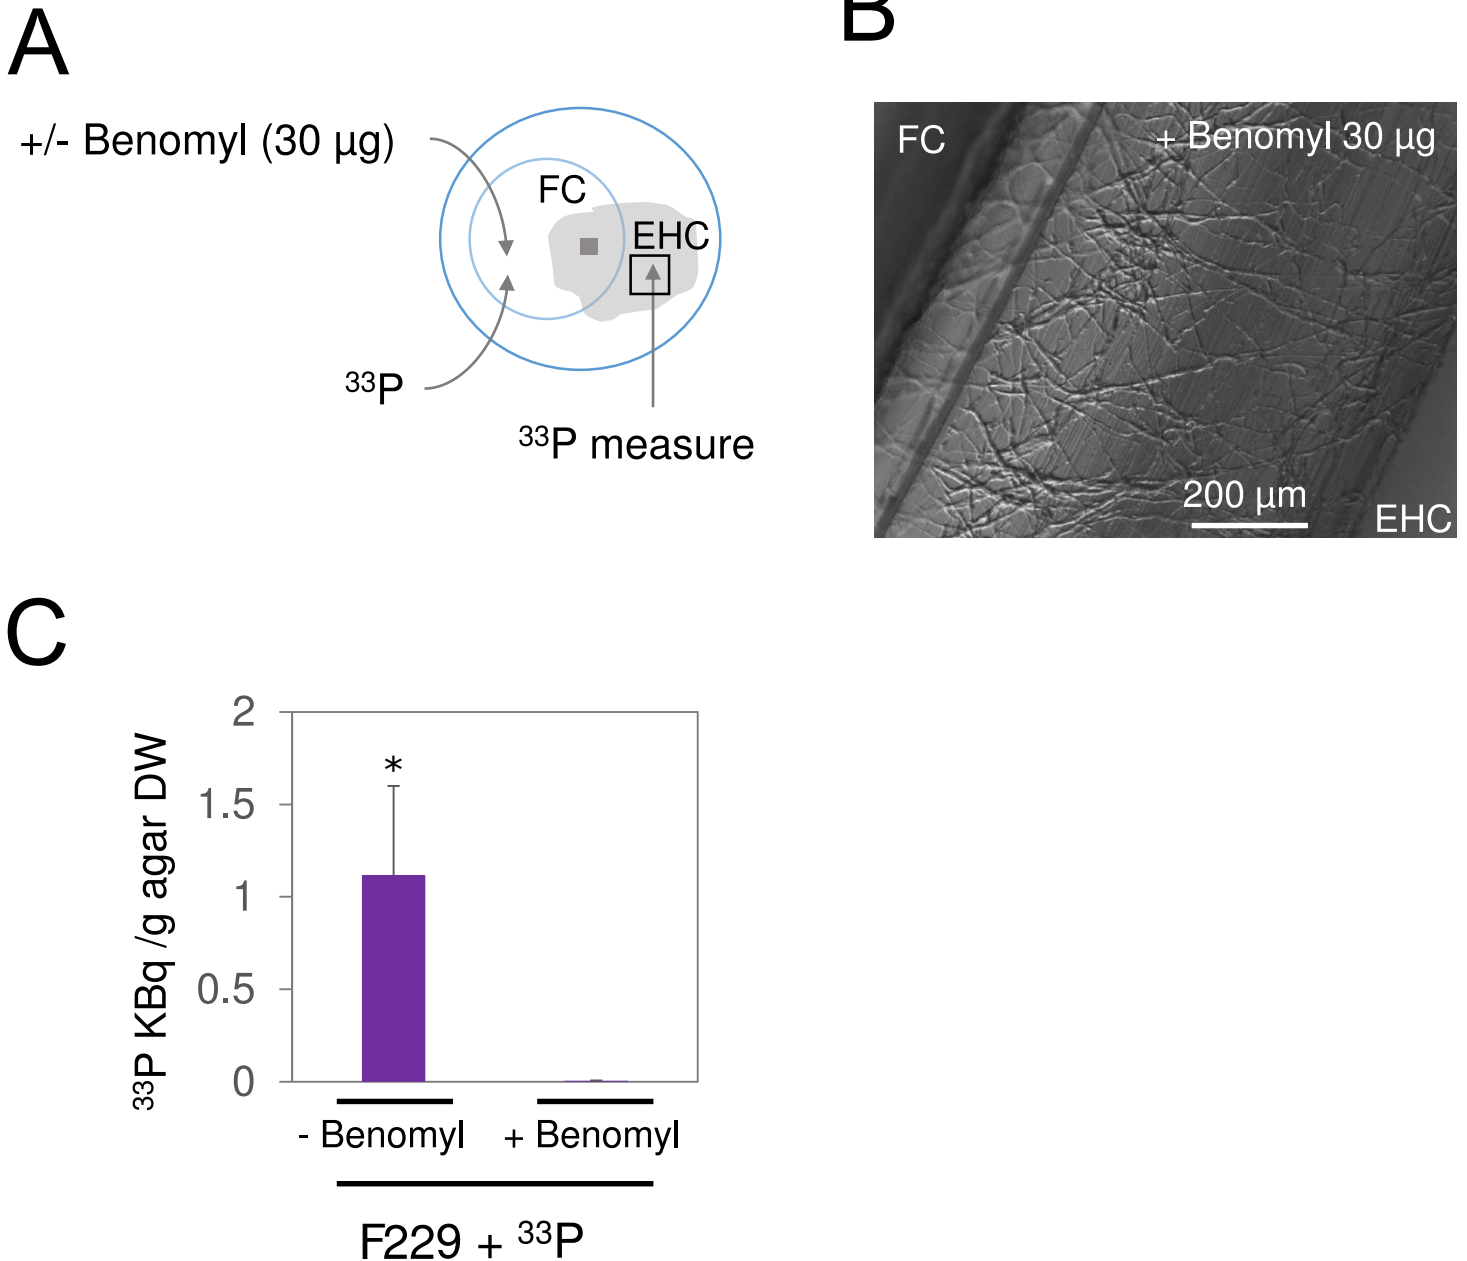 A
B
+/- Benomyl (30 µg)
FC
EHC
³³P
³³P measure
FC
+ Benomyl 30 µg
200 µm
EHC
C
³³P KBq /g agar DW
2
1.5
1
0.5
0
*
- Benomyl
+ Benomyl
F229 + ³³P